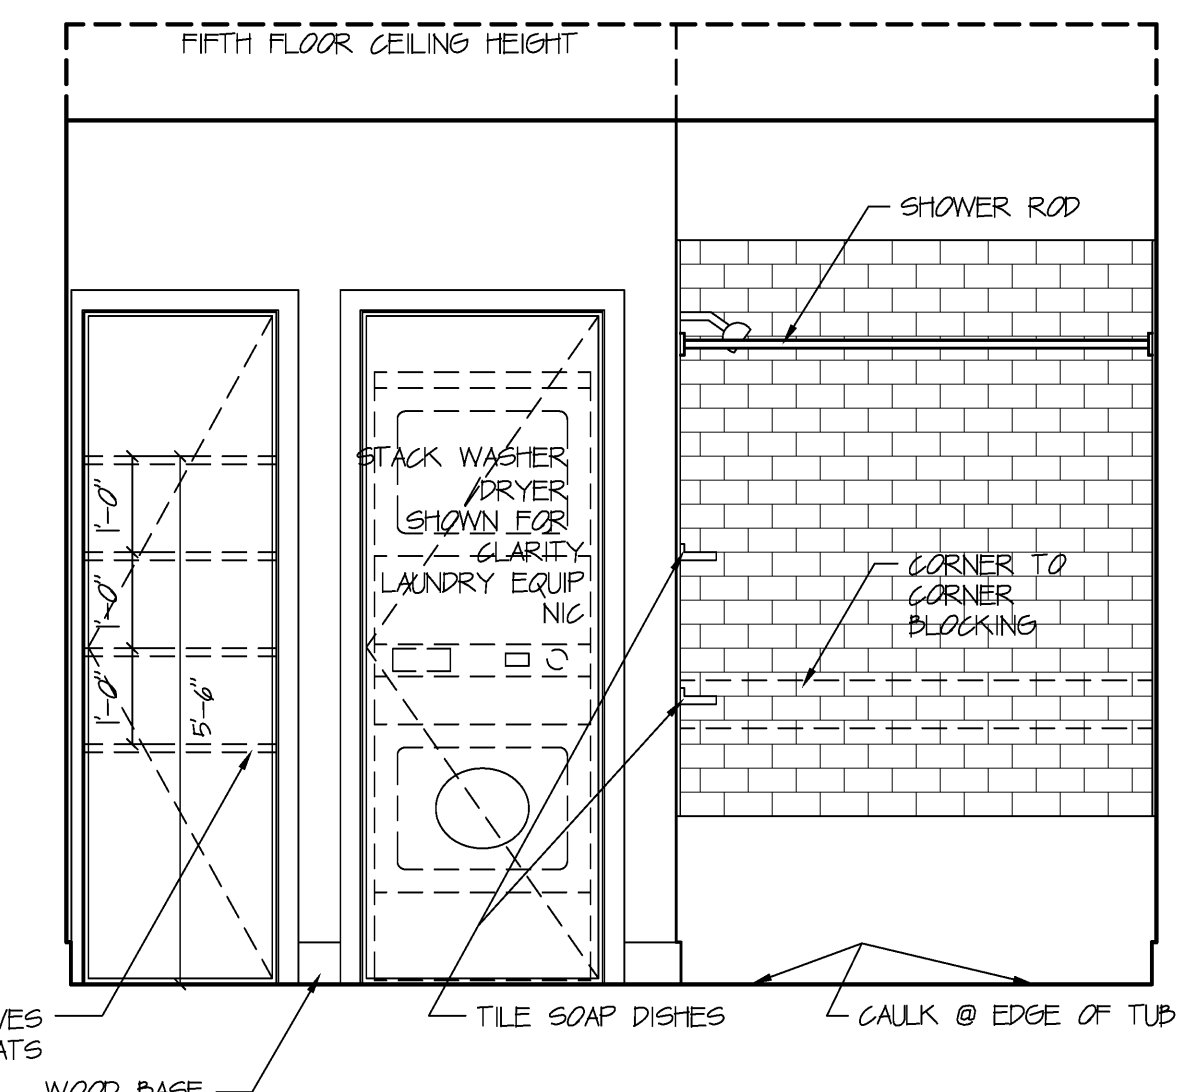 FIFTH FLOOR CEILING HEIGHT
SHOWER ROD
STACK WASHER
DRYER
SHOWN FOR
CLARITY
LAUNDRY EQUIP
NIC
1'-0"
1'-0"
1'-0"
5'-6"
CORNER TO
CORNER
BLOCKING
TILE SOAP DISHES
CAULK @ EDGE OF TUB
WOOD BASE